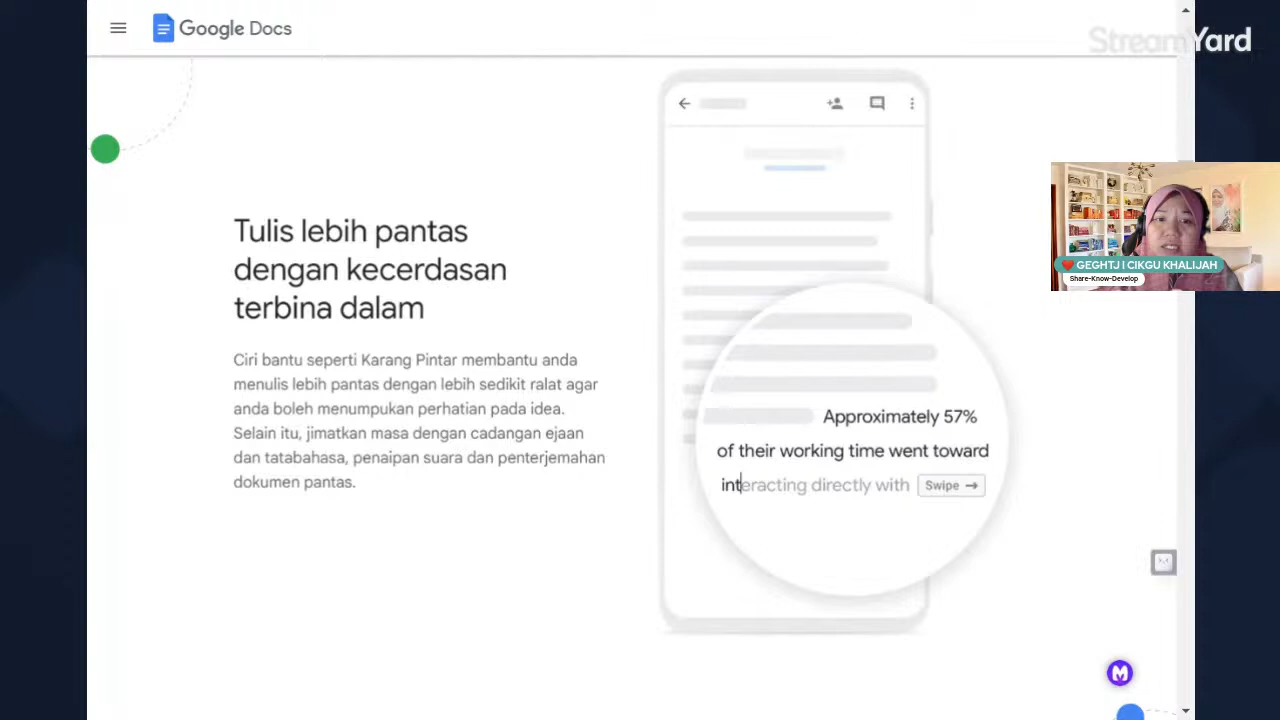 Google Docs
StreamYard
Tulis lebih pantas
dengan kecerdasan
terbina dalam
Ciri bantu seperti Karang Pintar membantu anda
menulis lebih pantas dengan lebih sedikit ralat agar
anda boleh menumpukan perhatian pada idea.
Selain itu, jimatkan masa dengan cadangan ejaan
dan tatabahasa, penaipan suara dan penterjemahan
dokumen pantas.
Approximately 57%
of their working time went toward
interacting directly with Swipe →
GEGHTJ | CIKGU KHALIJAH
Share-Know-Develop
M